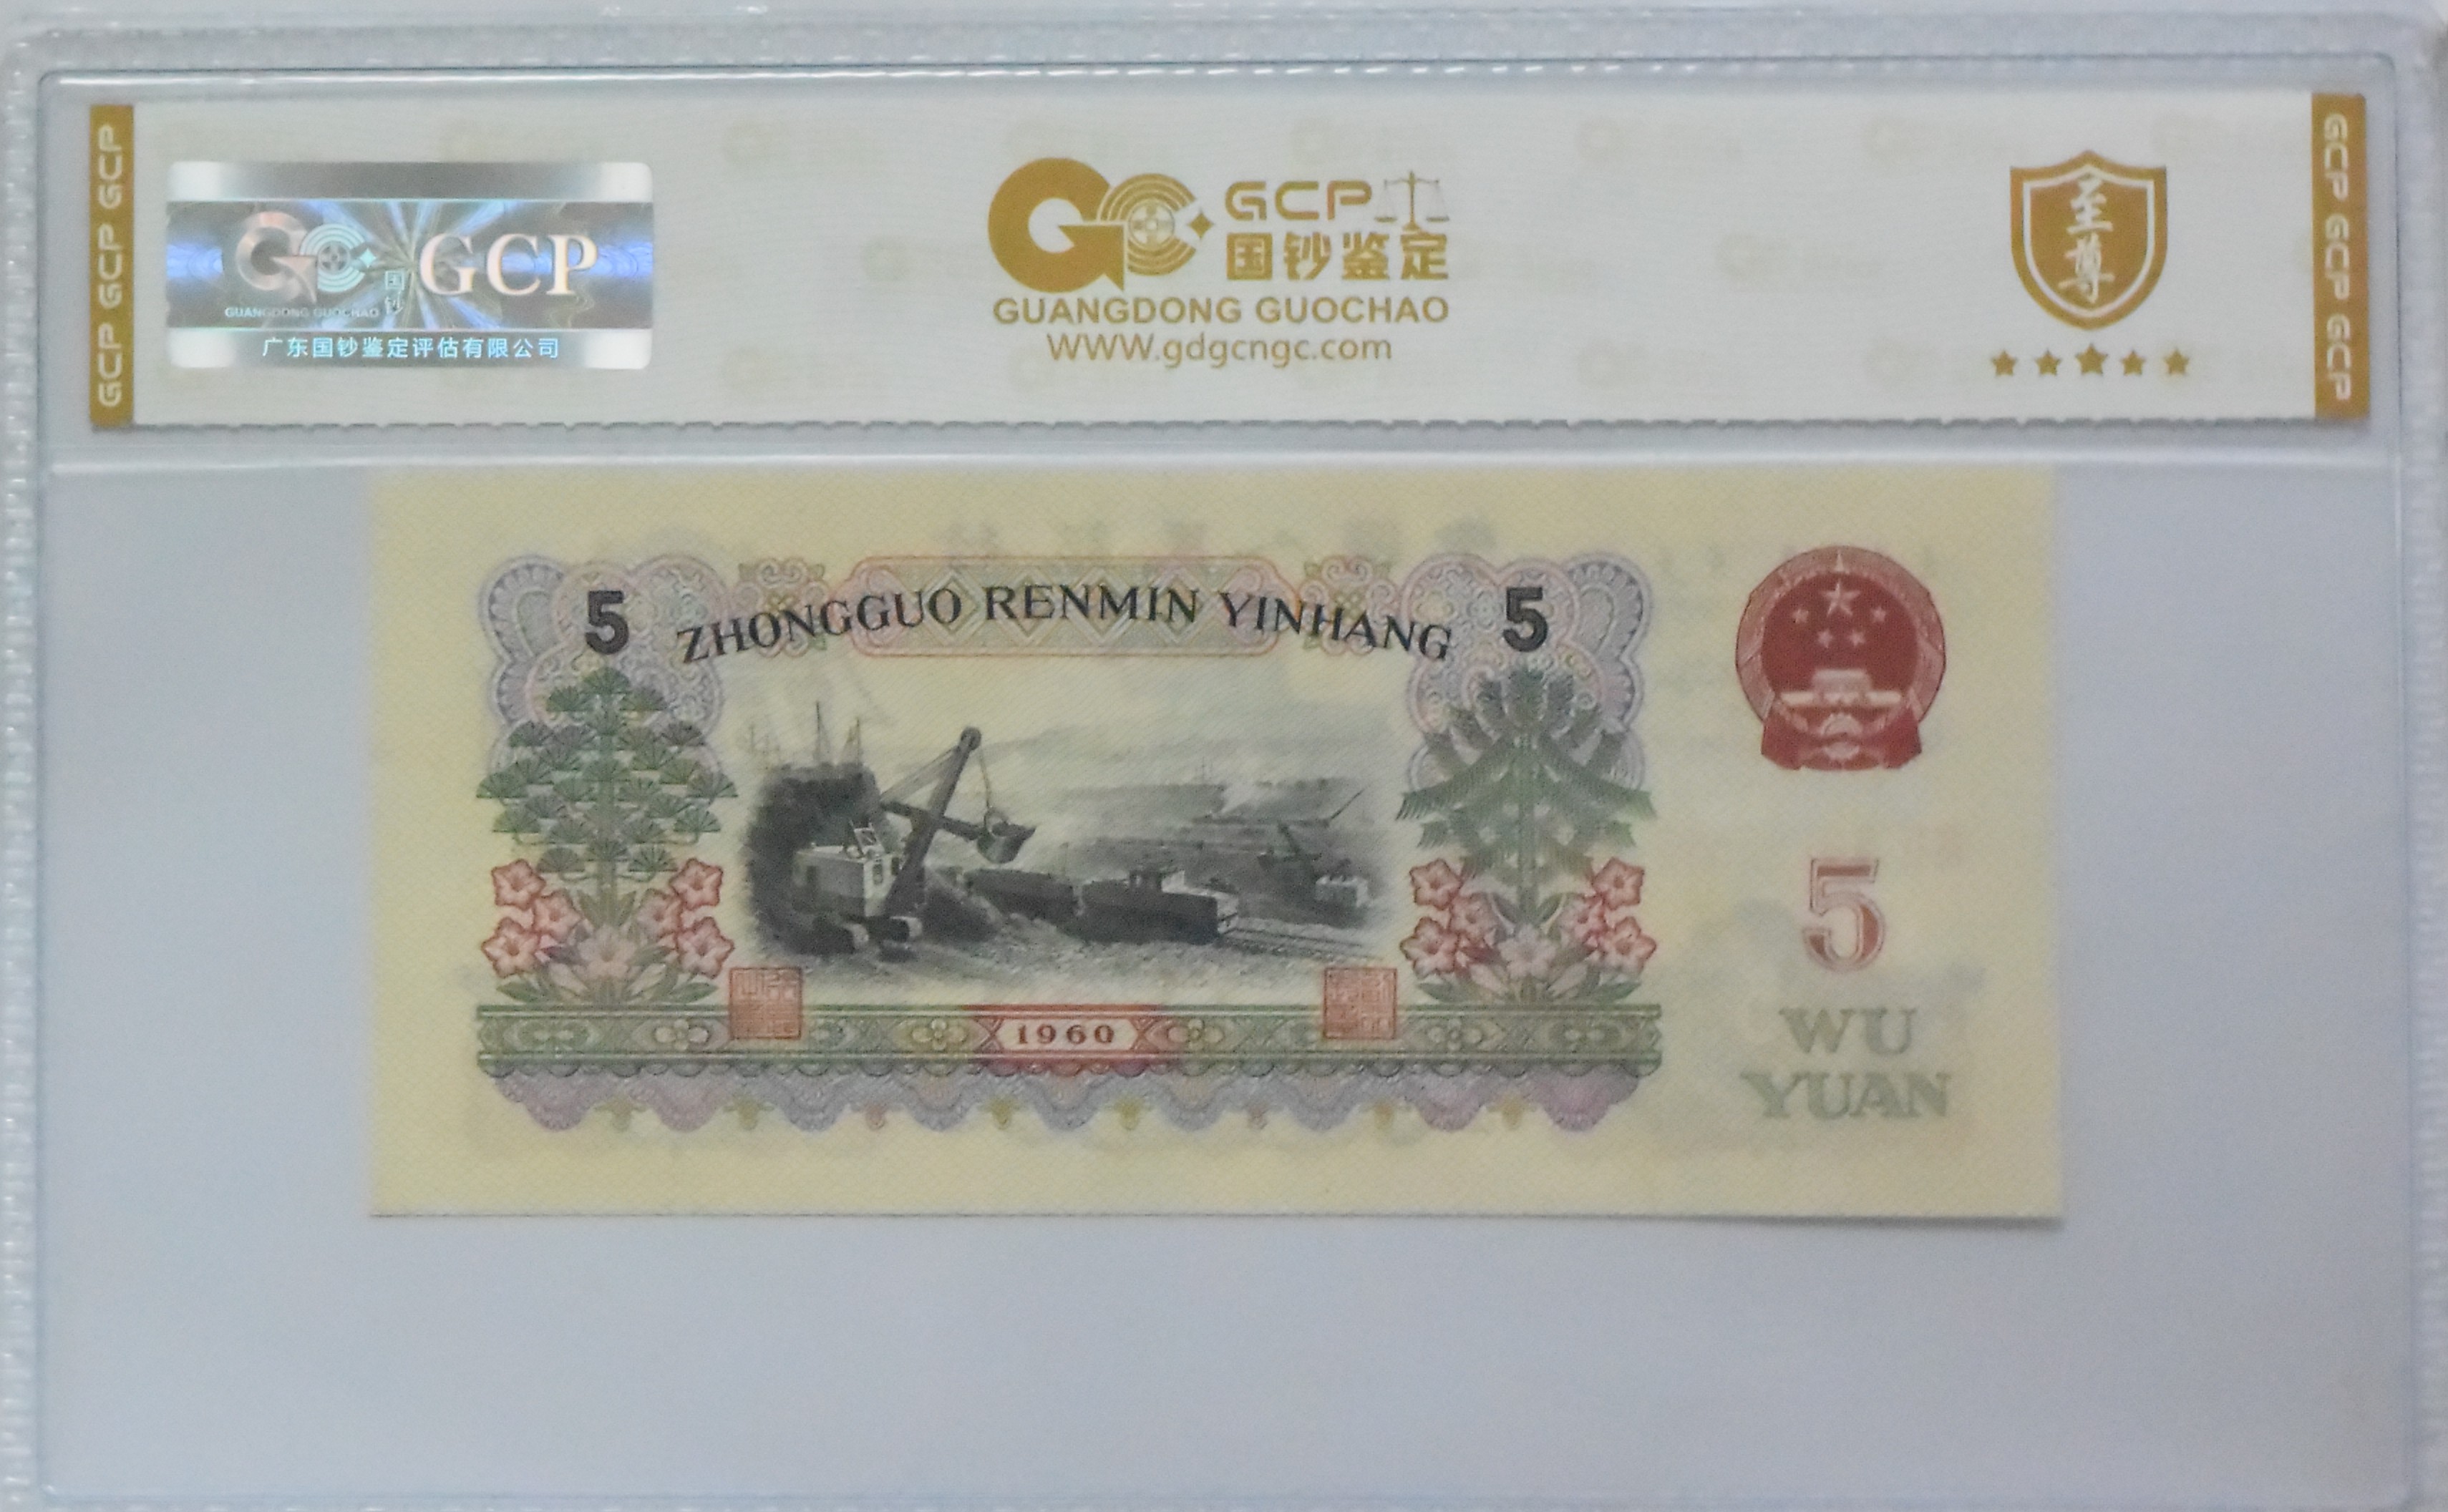 GCP GCP GCP
GUANGDONG GUOCHAO
国钞
GCP
广东国钞鉴定评估有限公司
GCP
国钞鉴定
GUANGDONG GUOCHAO
WWW.gdgcngc.com
至尊
GCP GCP GCP
5
ZHONGGUO RENMIN YINHANG
5
1960
5
WU
YUAN